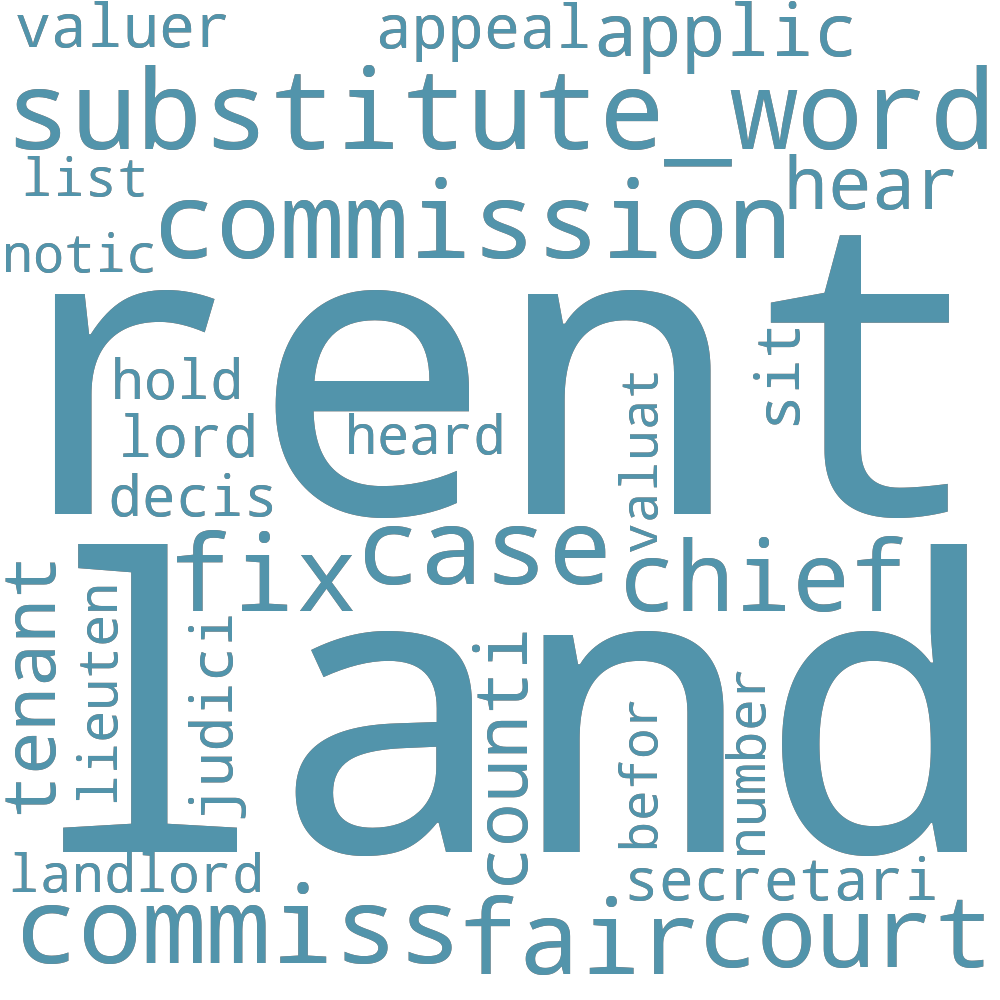 valuer appeal applic
substitute_word
list hear
commission
notic
rent
sit
hold
valuat
lord heard
decis
fix case chief
tenant
lieuten
judici
land
counti
befor
number
landlord secretari
commiss fair court